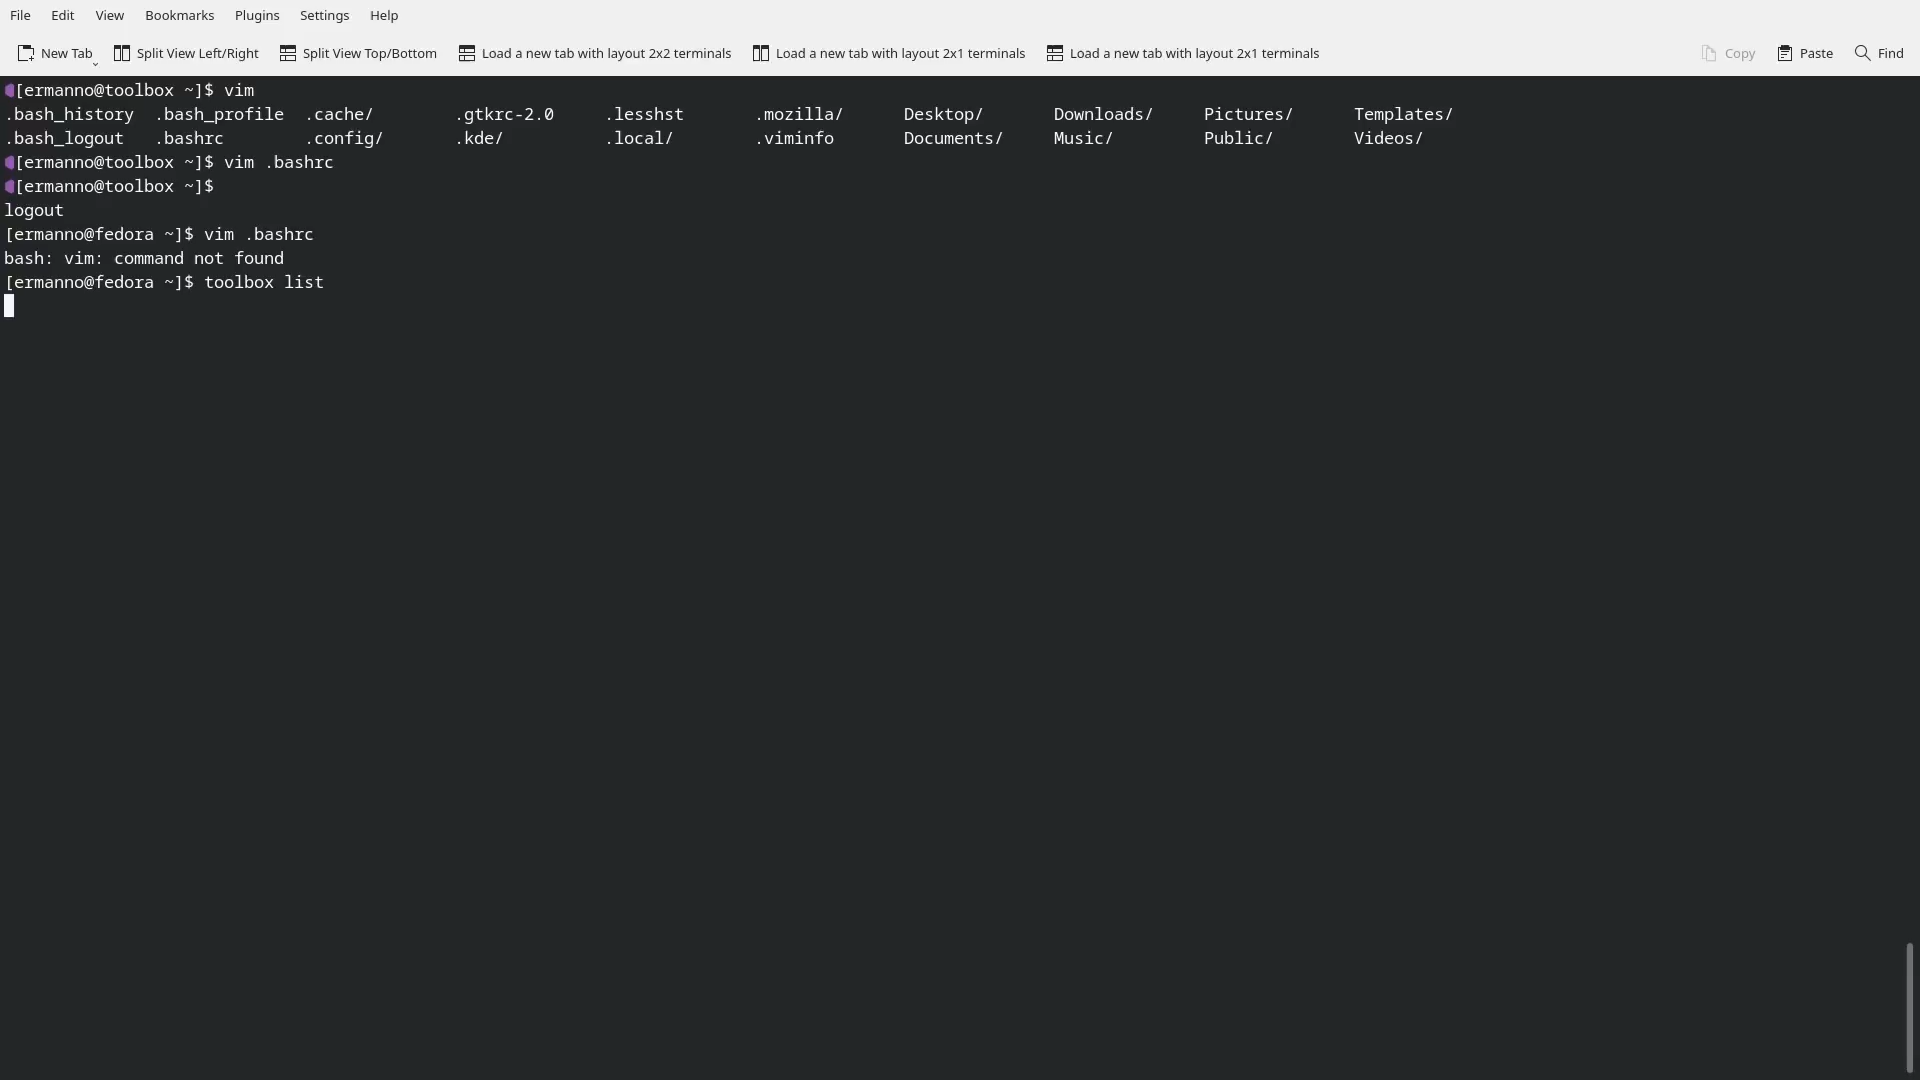 File Edit View Bookmarks Plugins Settings Help
New Tab Split View Left/Right Split View Top/Bottom Load a new tab with layout 2x2 terminals Load a new tab with layout 2x1 terminals Load a new tab with layout 2x1 terminals Copy Paste Find
[ermanno@toolbox ~]$ vim
.bash_history .bash_profile .cache/ .gtkrc-2.0 .lesshst .mozilla/ Desktop/ Downloads/ Pictures/ Templates/
.bash_logout .bashrc .config/ .kde/ .local/ .viminfo Documents/ Music/ Public/ Videos/
[ermanno@toolbox ~]$ vim .bashrc
[ermanno@toolbox ~]$
logout
[ermanno@fedora ~]$ vim .bashrc
bash: vim: command not found
[ermanno@fedora ~]$ toolbox list